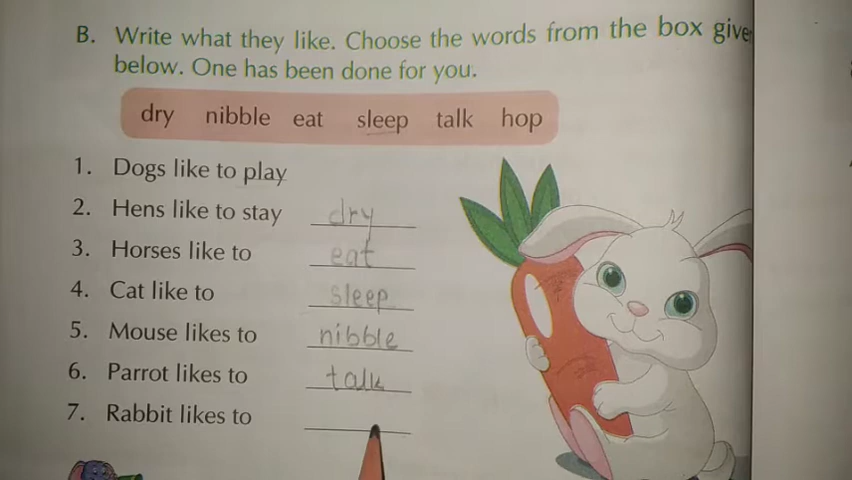 B. Write what they like. Choose the words from the box give
below. One has been done for you.
dry nibble eat sleep talk hop
1. Dogs like to play
2. Hens like to stay dry
3. Horses like to eat
4. Cat like to sleep
5. Mouse likes to nibble
6. Parrot likes to talk
7. Rabbit likes to